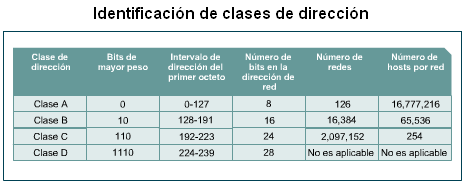 Identificación de clases de dirección
Clase de dirección | Bits de mayor peso | Intervalo de dirección del primer octeto | Número de bits en la dirección de red | Número de redes | Número de hosts por red
Clase A | 0 | 0-127 | 8 | 126 | 16,777,216
Clase B | 10 | 128-191 | 16 | 16,384 | 65,536
Clase C | 110 | 192-223 | 24 | 2,097,152 | 254
Clase D | 1110 | 224-239 | 28 | No es aplicable | No es aplicable